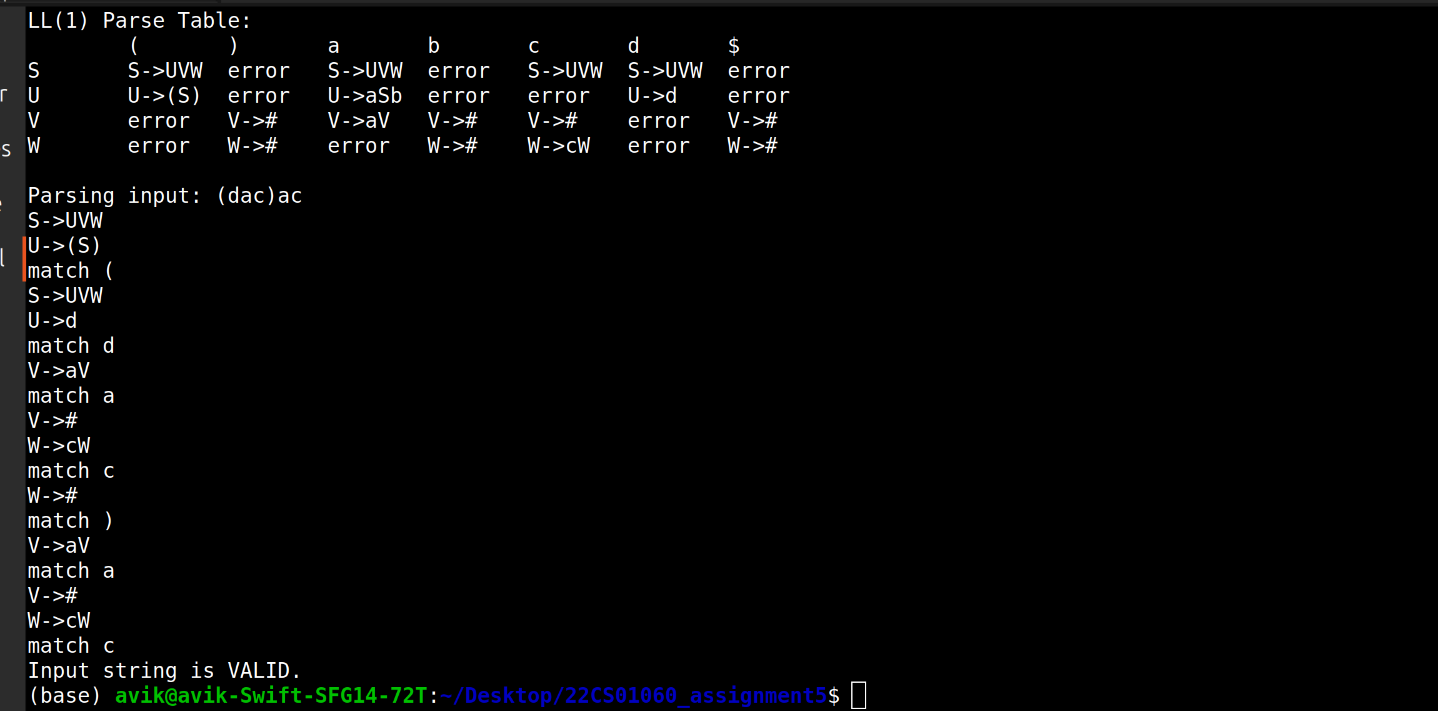 LL(1) Parse Table:
        (       )       a       b       c       d       $
S       S->UVW  error   S->UVW  error   S->UVW  S->UVW  error
U       U->(S)  error   U->aSb  error   error   U->d    error
V       error   V->#    V->aV   V->#    V->#    error   V->#
W       error   W->#    error   W->#    W->cW   error   W->#
Parsing input: (dac)ac
S->UVW
U->(S)
match (
S->UVW
U->d
match d
V->aV
match a
V->#
W->cW
match c
W->#
match )
V->aV
match a
V->#
W->cW
match c
Input string is VALID.
(base) avik@avik-Swift-SFG14-72T:~/Desktop/22CS01060_assignment5$